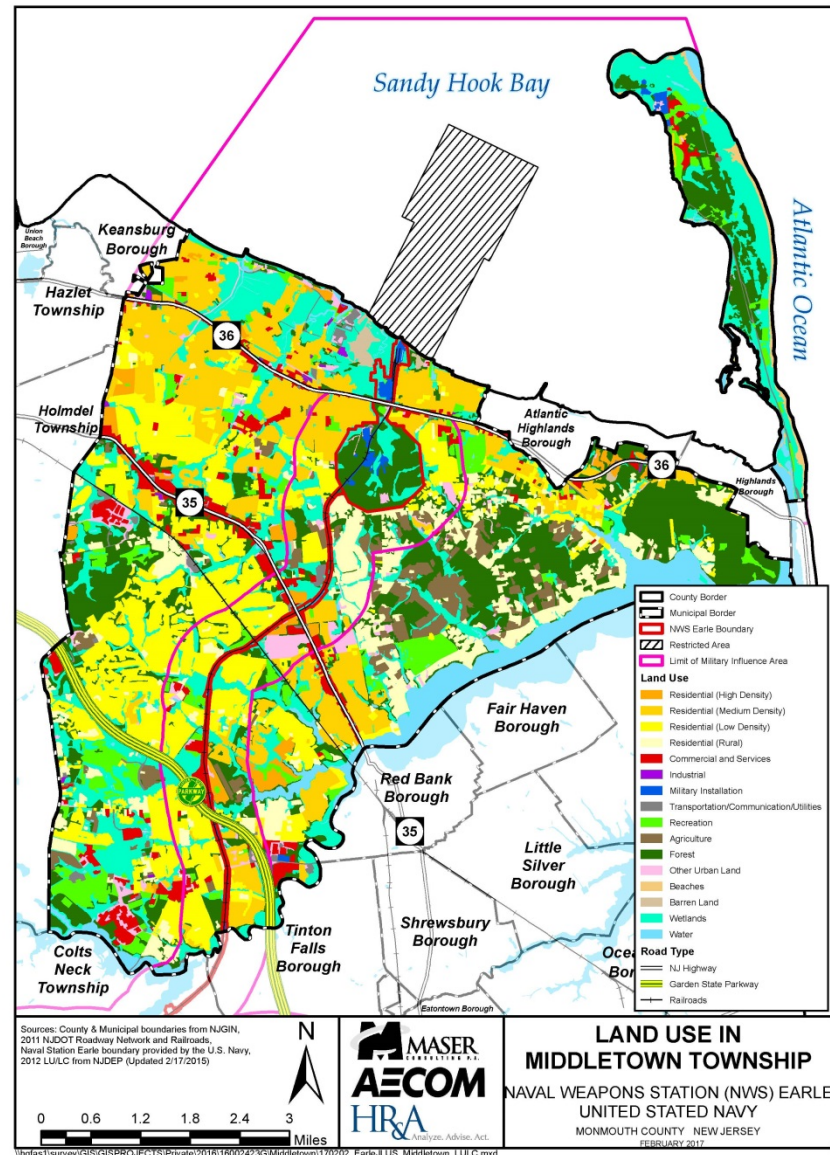 Sandy Hook Bay
Atlantic Ocean
Union
Beach
Borough
Keansburg
Borough
Hazlet
Township
36
Holmdel
Township
Atlantic
Highlands
Borough
36
Highlands
Borough
35
PARKWAY
Fair Haven
Borough
Red Bank
Borough
35
Little
Silver
Borough
Shrewsbury
Borough
Tinton
Falls
Borough
Colts
Neck
Township
Eatontown Borough
County Border
Municipal Border
NWS Earle Boundary
Restricted Area
Limit of Military Influence Area
Land Use
Residential (High Density)
Residential (Medium Density)
Residential (Low Density)
Residential (Rural)
Commercial and Services
Industrial
Military Installation
Transportation/Communication/Utilities
Recreation
Agriculture
Forest
Other Urban Land
Beaches
Barren Land
Wetlands
Water
Road Type
NJ Highway
Garden State Parkway
Railroads
Sources: County & Municipal boundaries from NJGIN,
2011 NJDOT Roadway Network and Railroads,
Naval Station Earle boundary provided by the U.S. Navy,
2012 LU/LC from NJDEP (Updated 2/17/2015)
N
0 0.6 1.2 1.8 2.4 3
Miles
MASER
CONSULTING P.A.
AECOM
HR&A
Analyze. Advise. Act.
LAND USE IN
MIDDLETOWN TOWNSHIP
NAVAL WEAPONS STATION (NWS) EARLE
UNITED STATED NAVY
MONMOUTH COUNTY NEW JERSEY
FEBRUARY 2017